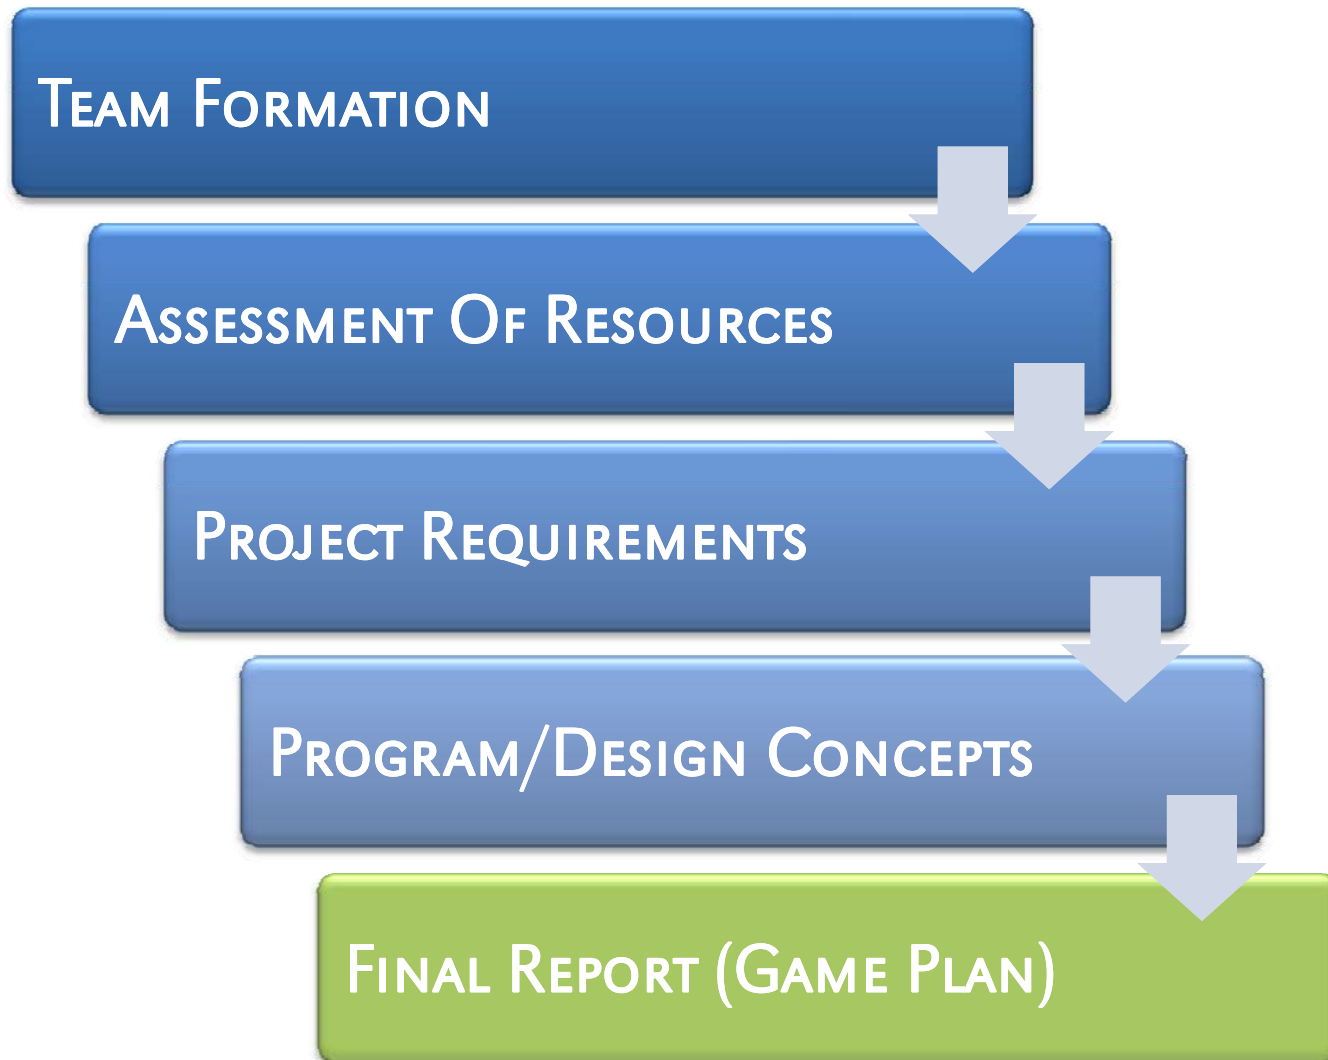 Team Formation
Assessment Of Resources
Project Requirements
Program/Design Concepts
Final Report (Game Plan)